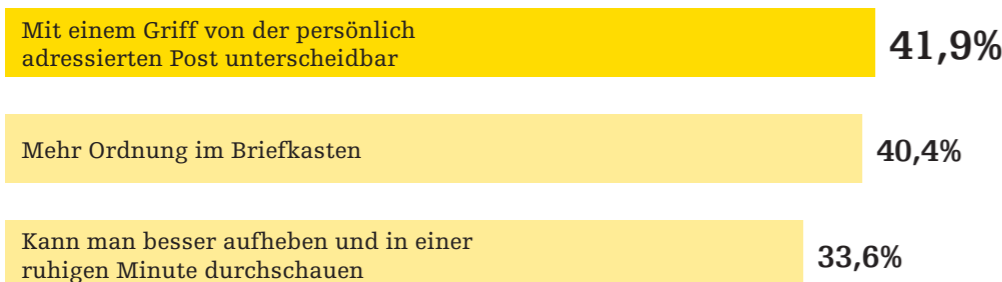 Mit einem Griff von der persönlich
adressierten Post unterscheidbar
41,9%
Mehr Ordnung im Briefkasten
40,4%
Kann man besser aufheben und in einer
ruhigen Minute durchschauen
33,6%